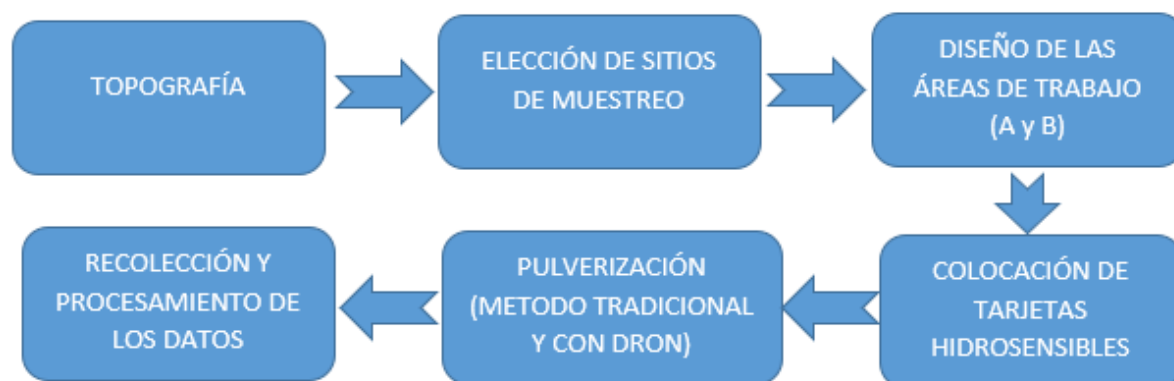 TOPOGRAFÍA
ELECCIÓN DE SITIOS
DE MUESTREO
DISEÑO DE LAS
ÁREAS DE TRABAJO
(A y B)
COLOCACIÓN DE
TARJETAS
HIDROSENSIBLES
PULVERIZACIÓN
(METODO TRADICIONAL
Y CON DRON)
RECOLECCIÓN Y
PROCESAMIENTO DE
LOS DATOS